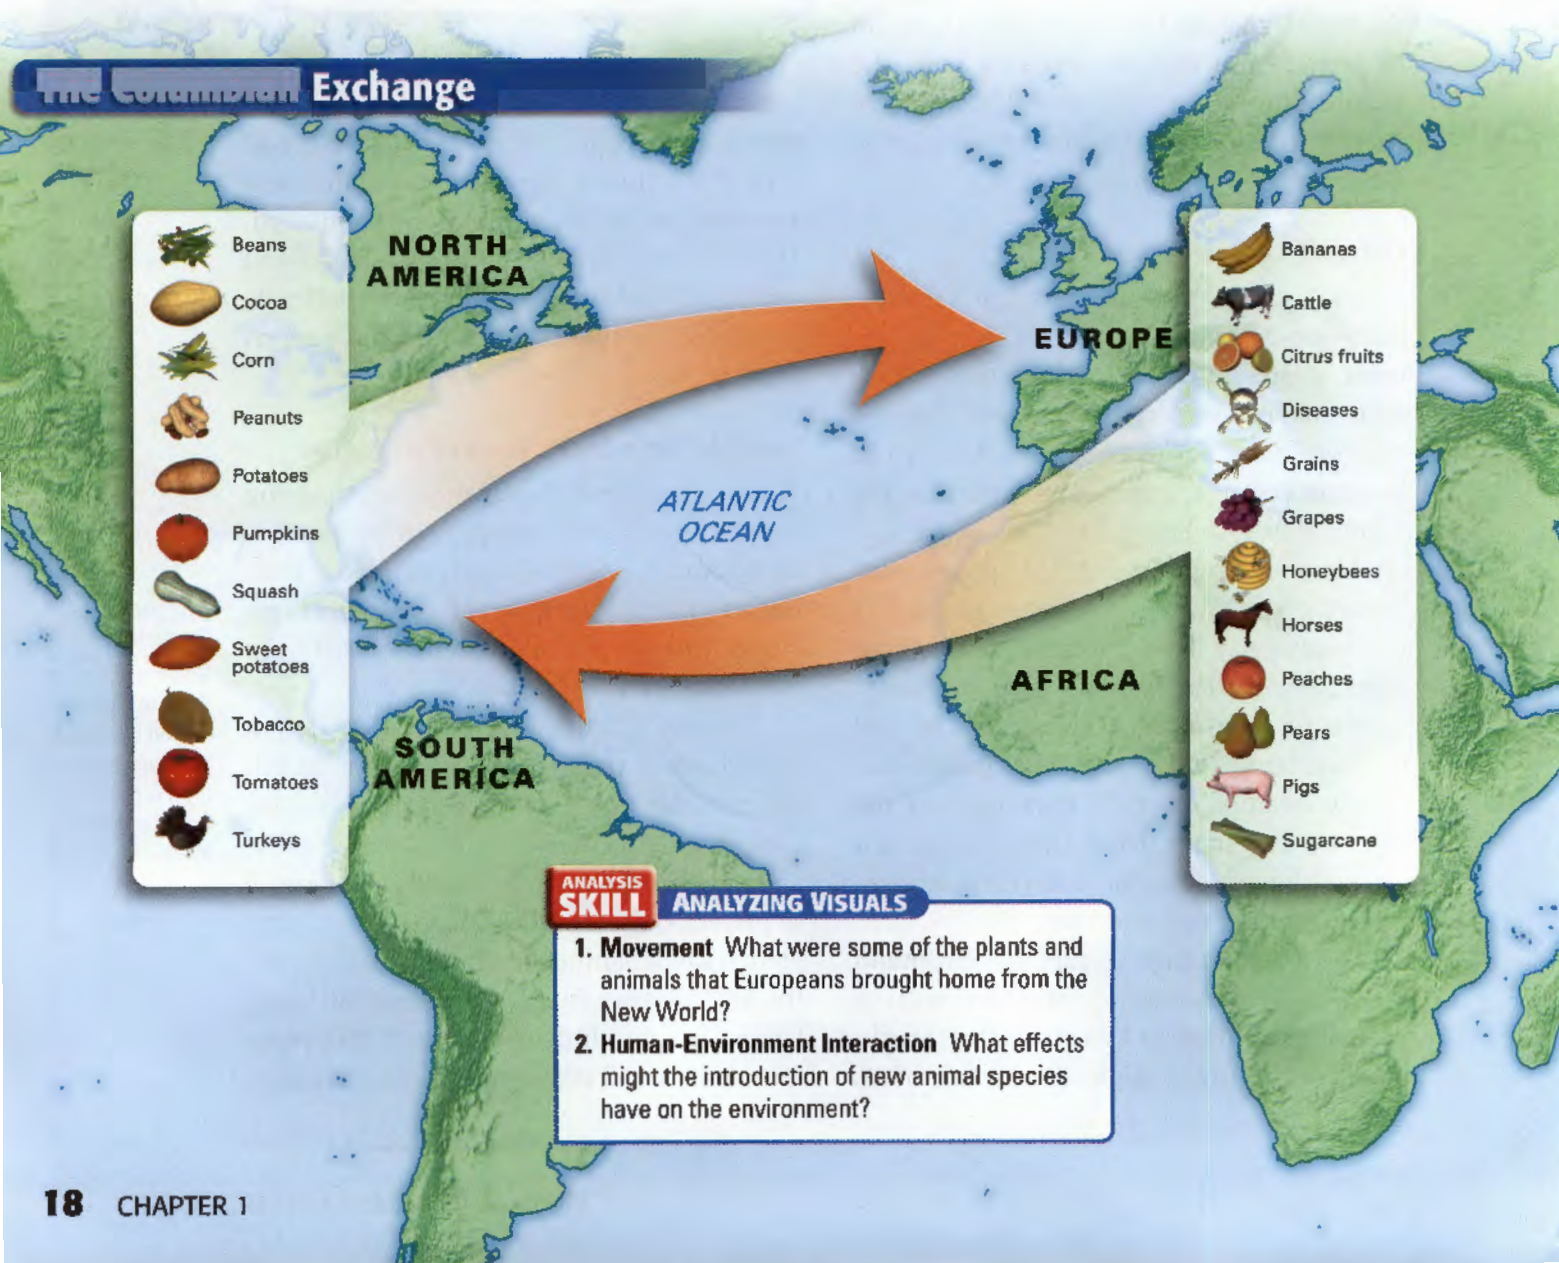 The Columbian Exchange
NORTH
AMERICA
EUROPE
ATLANTIC
OCEAN
AFRICA
SOUTH
AMERICA
Beans
Cocoa
Corn
Peanuts
Potatoes
Pumpkins
Squash
Sweet
potatoes
Tobacco
Tomatoes
Turkeys
Bananas
Cattle
Citrus fruits
Diseases
Grains
Grapes
Honeybees
Horses
Peaches
Pears
Pigs
Sugarcane
ANALYSIS
SKILL
ANALYZING VISUALS
1. Movement What were some of the plants and
animals that Europeans brought home from the
New World?
2. Human-Environment Interaction What effects
might the introduction of new animal species
have on the environment?
18 CHAPTER 1